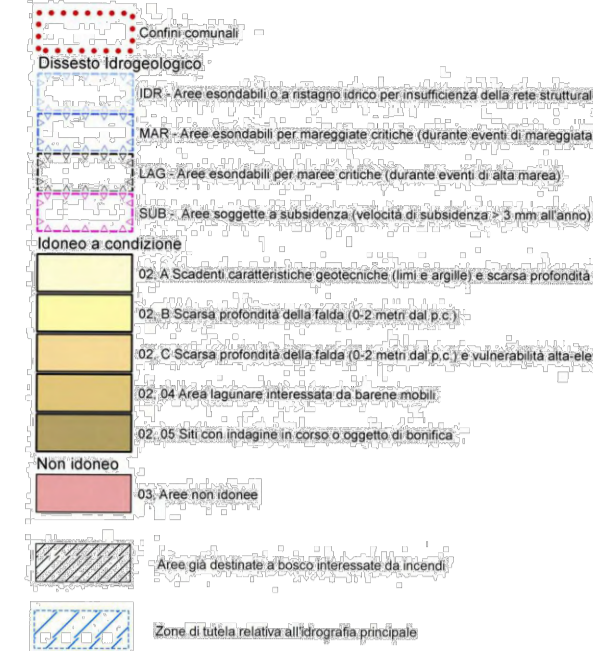 Confini comunali
Dissesto Idrogeologico
IDR - Aree esondabili o a ristagno idrico per insufficienza della rete struttural
MAR - Aree esondabili per mareggiate critiche (durante eventi di mareggiata
LAG - Aree esondabili per maree critiche (durante eventi di alta marea)
SUB - Aree soggette a subsidenza (velocità di subsidenza > 3 mm all'anno)
Idoneo a condizione
02, A Scadenti caratteristiche geotecniche (limi e argille) e scarsa profondità
02, B Scarsa profondità della falda (0-2 metri dal p.c.)
02, C Scarsa profondità della falda (0-2 metri dal p.c.) e vulnerabilità alta-ele
02, 04 Area lagunare interessata da barene mobili
02, 05 Siti con indagine in corso o oggetto di bonifica
Non idoneo
03, Aree non idonee
Aree già destinate a bosco interessate da incendi
Zone di tutela relativa all'idrografia principale